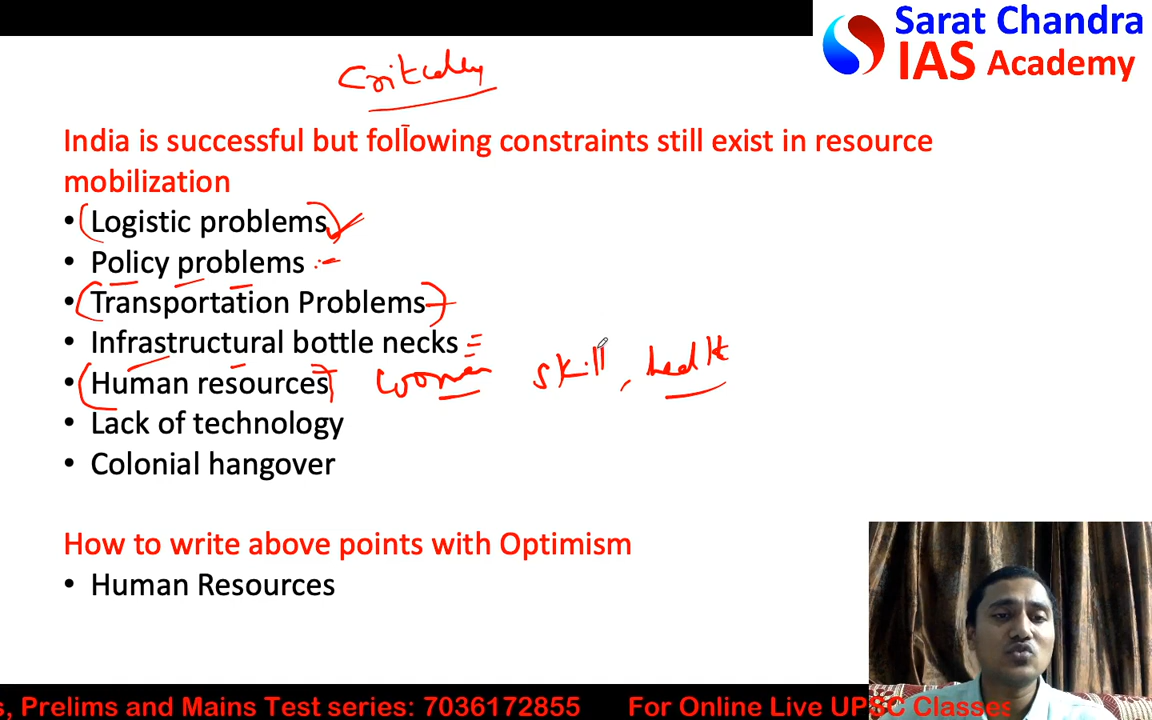 Sarat Chandra
IAS Academy
India is successful but following constraints still exist in resource
mobilization
• Logistic problems
• Policy problems
• Transportation Problems
• Infrastructural bottle necks
• Human resources women skill, health
• Lack of technology
• Colonial hangover
How to write above points with Optimism
• Human Resources
s, Prelims and Mains Test series: 7036172855 For Online Live UPSC Classes